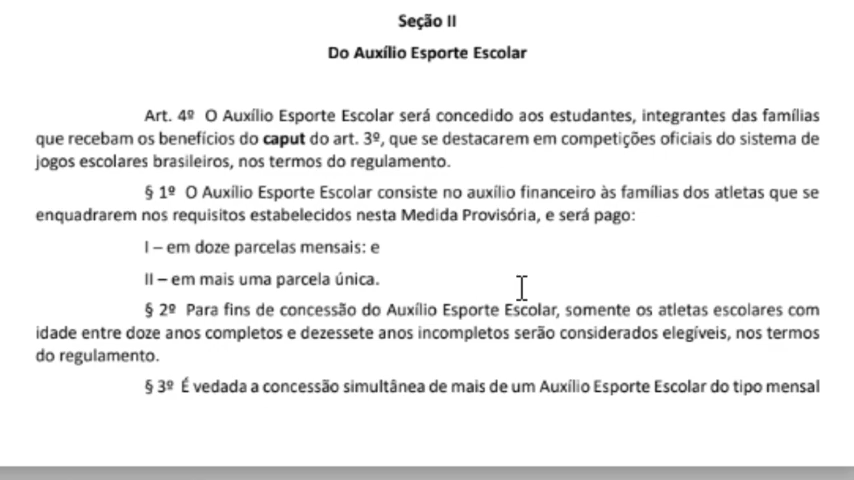 Seção II
Do Auxílio Esporte Escolar
Art. 4º O Auxílio Esporte Escolar será concedido aos estudantes, integrantes das famílias
que recebam os benefícios do caput do art. 3º, que se destacarem em competições oficiais do sistema de
jogos escolares brasileiros, nos termos do regulamento.
§ 1º O Auxílio Esporte Escolar consiste no auxílio financeiro às famílias dos atletas que se
enquadrarem nos requisitos estabelecidos nesta Medida Provisória, e será pago:
I – em doze parcelas mensais: e
II – em mais uma parcela única.
§ 2º Para fins de concessão do Auxílio Esporte Escolar, somente os atletas escolares com
idade entre doze anos completos e dezessete anos incompletos serão considerados elegíveis, nos termos
do regulamento.
§ 3º É vedada a concessão simultânea de mais de um Auxílio Esporte Escolar do tipo mensal